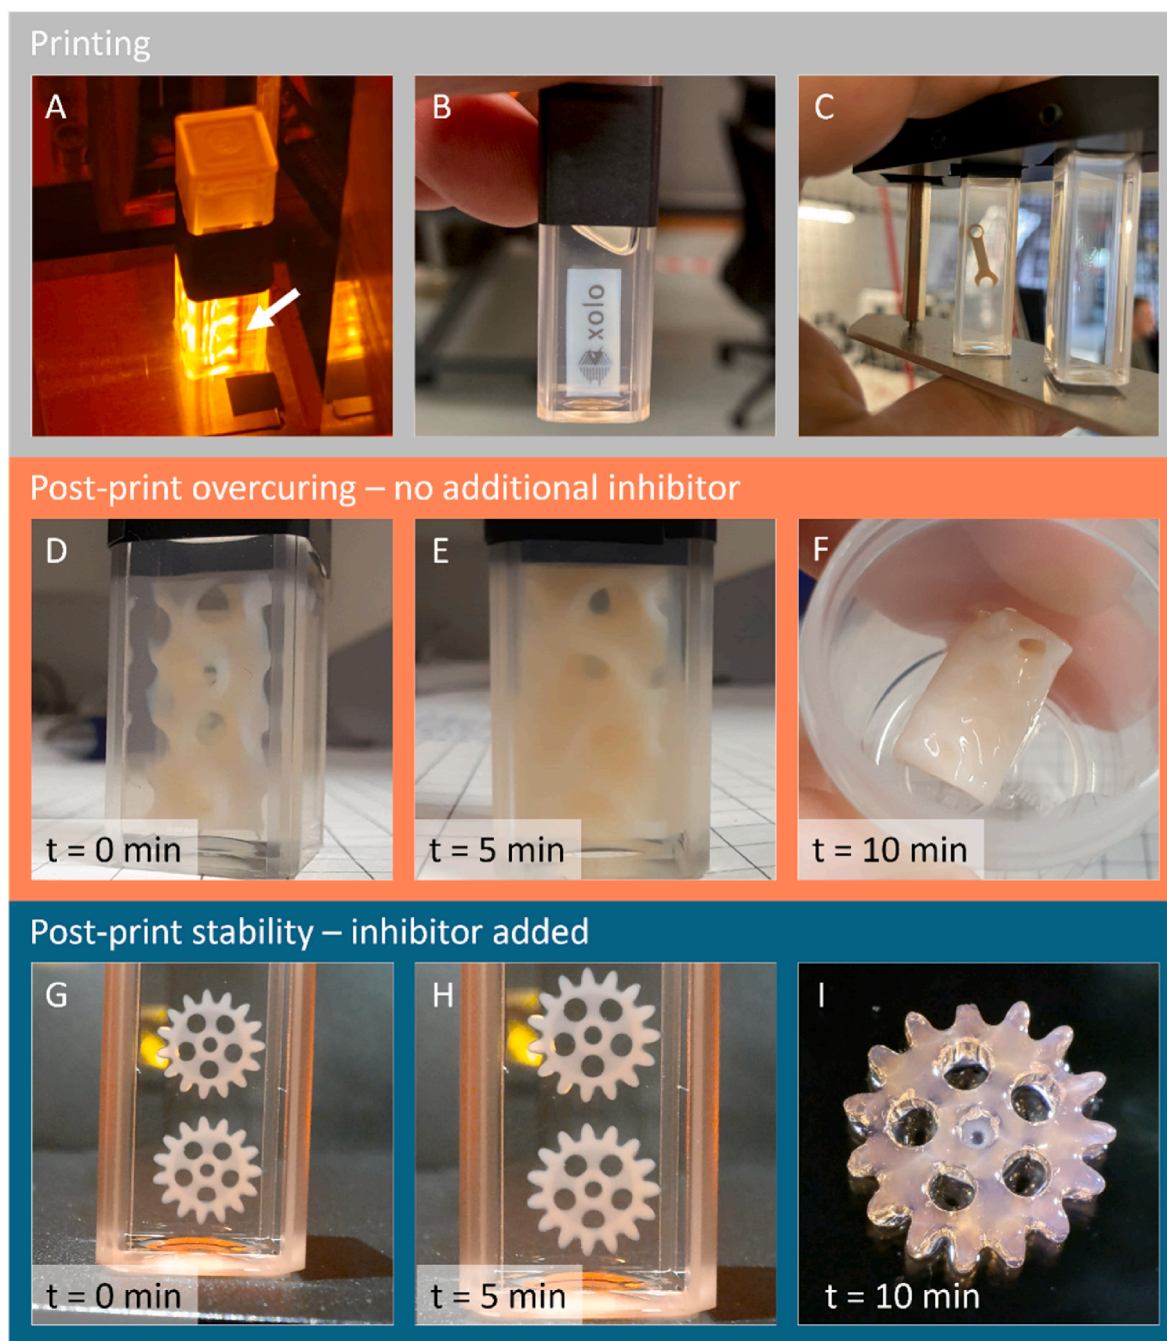 Printing
A
B
C
xolo
Post-print overcuring – no additional inhibitor
D
E
F
t = 0 min
t = 5 min
t = 10 min
Post-print stability – inhibitor added
G
H
I
t = 0 min
t = 5 min
t = 10 min